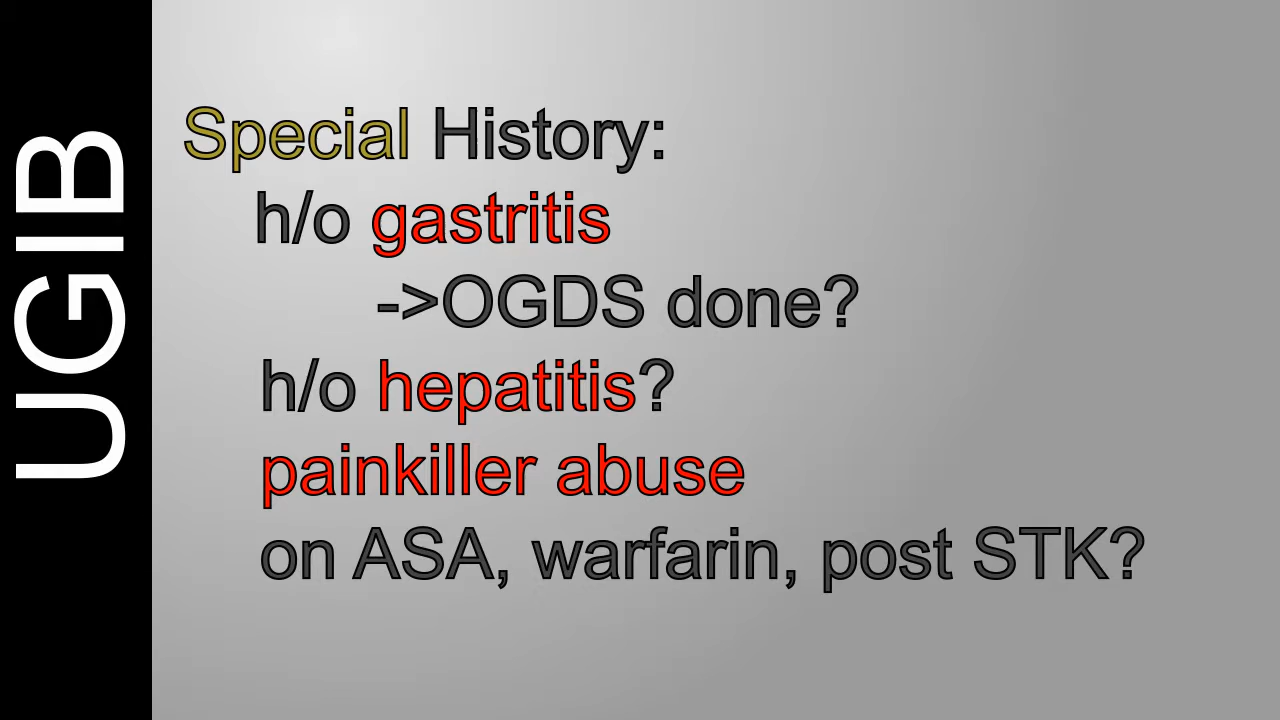 UGIB
Special History:
h/o gastritis
->OGDS done?
h/o hepatitis?
painkiller abuse
on ASA, warfarin, post STK?